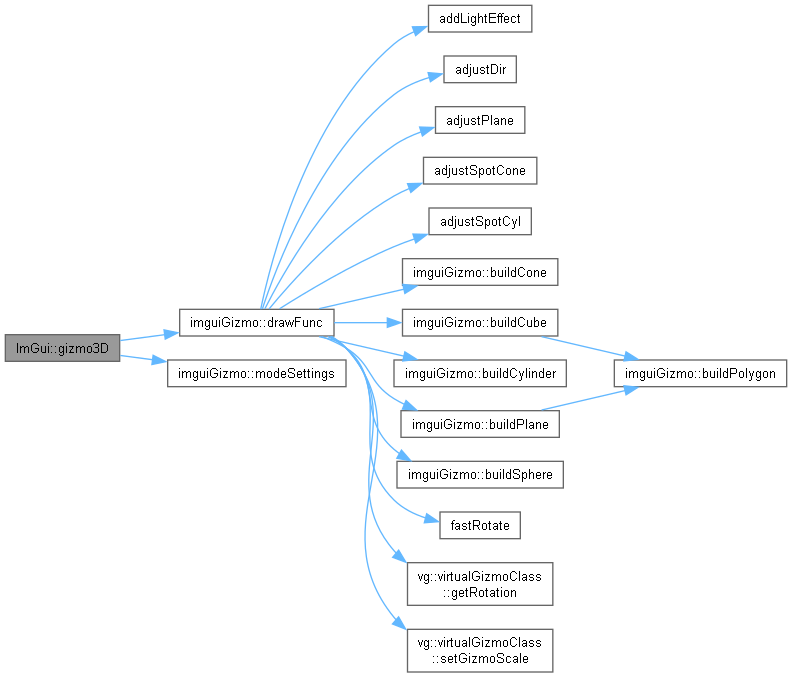 ImGui::gizmo3D
imguiGizmo::drawFunc
imguiGizmo::modeSettings
addLightEffect
adjustDir
adjustPlane
adjustSpotCone
adjustSpotCyl
imguiGizmo::buildCone
imguiGizmo::buildCube
imguiGizmo::buildCylinder
imguiGizmo::buildPlane
imguiGizmo::buildSphere
fastRotate
vg::virtualGizmoClass
::getRotation
vg::virtualGizmoClass
::setGizmoScale
imguiGizmo::buildPolygon